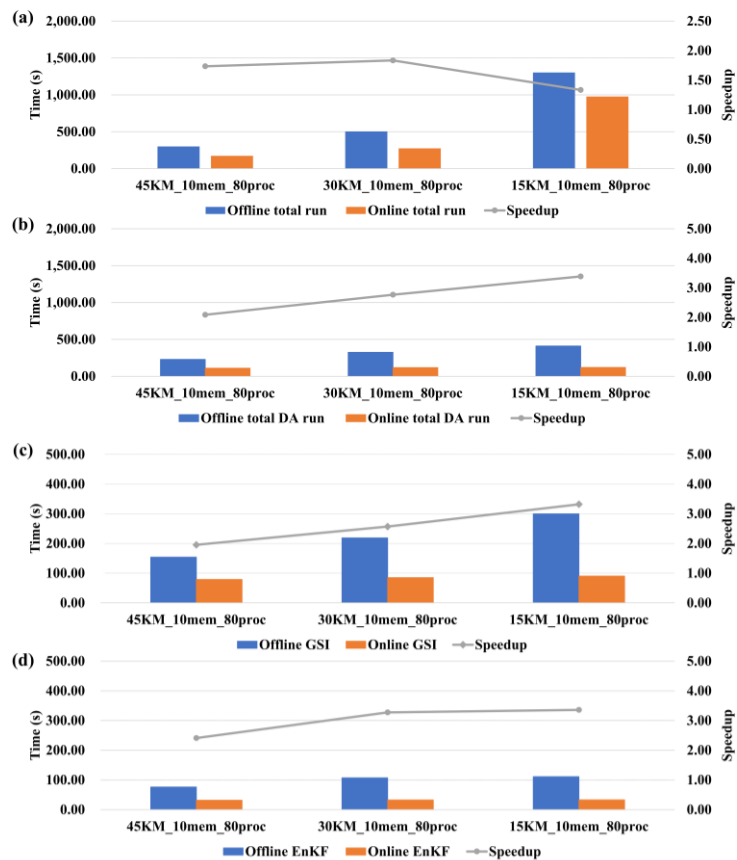 (a)
2,000.00 2.50
2.00
1,500.00
1.50
1,000.00
1.00
500.00
0.50
0.00 0.00
Time (s)
Speedup
45KM_10mem_80proc 30KM_10mem_80proc 15KM_10mem_80proc
Offline total run Online total run Speedup
(b)
2,000.00 5.00
4.00
1,500.00
3.00
1,000.00
2.00
500.00
1.00
0.00 0.00
Time (s)
Speedup
45KM_10mem_80proc 30KM_10mem_80proc 15KM_10mem_80proc
Offline total DA run Online total DA run Speedup
(c)
500.00 5.00
400.00 4.00
300.00 3.00
200.00 2.00
100.00 1.00
0.00 0.00
Time (s)
Speedup
45KM_10mem_80proc 30KM_10mem_80proc 15KM_10mem_80proc
Offline GSI Online GSI Speedup
(d)
500.00 5.00
400.00 4.00
300.00 3.00
200.00 2.00
100.00 1.00
0.00 0.00
Time (s)
Speedup
45KM_10mem_80proc 30KM_10mem_80proc 15KM_10mem_80proc
Offline EnKF Online EnKF Speedup